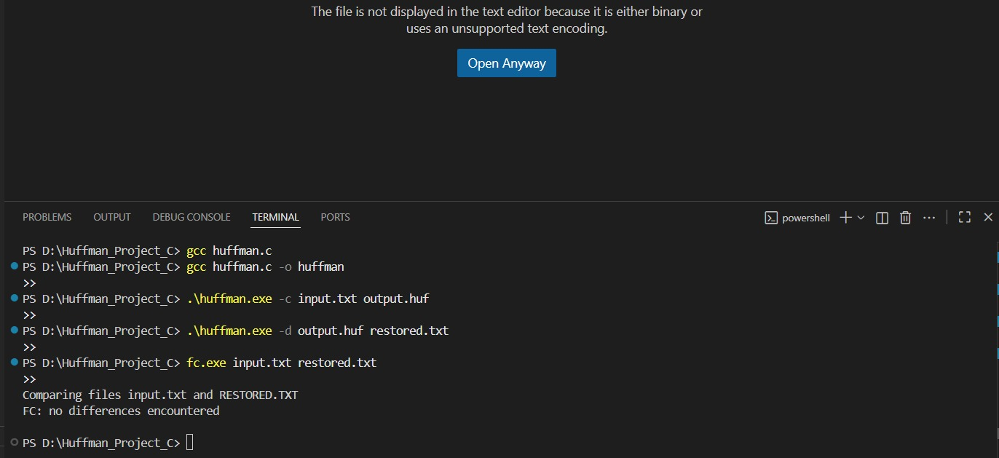 The file is not displayed in the text editor because it is either binary or
uses an unsupported text encoding.
Open Anyway
PROBLEMS OUTPUT DEBUG CONSOLE TERMINAL PORTS powershell
PS D:\Huffman_Project_C> gcc huffman.c
PS D:\Huffman_Project_C> gcc huffman.c -o huffman
>>
PS D:\Huffman_Project_C> .\huffman.exe -c input.txt output.huf
>>
PS D:\Huffman_Project_C> .\huffman.exe -d output.huf restored.txt
>>
PS D:\Huffman_Project_C> fc.exe input.txt restored.txt
>>
Comparing files input.txt and RESTORED.TXT
FC: no differences encountered
PS D:\Huffman_Project_C>